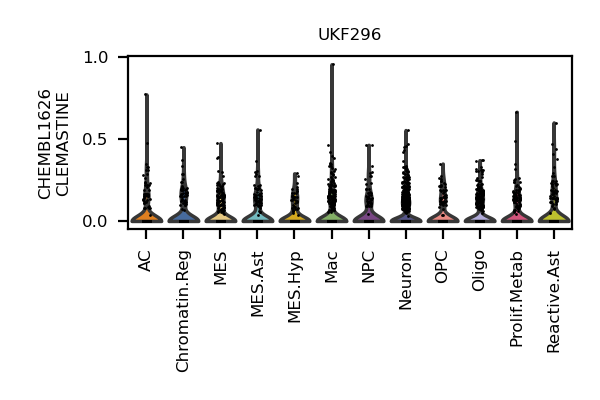 UKF296
CHEMBL1626
CLEMASTINE
1.0
0.5
0.0
AC
Chromatin.Reg
MES
MES.Ast
MES.Hyp
Mac
NPC
Neuron
OPC
Oligo
Prolif.Metab
Reactive.Ast